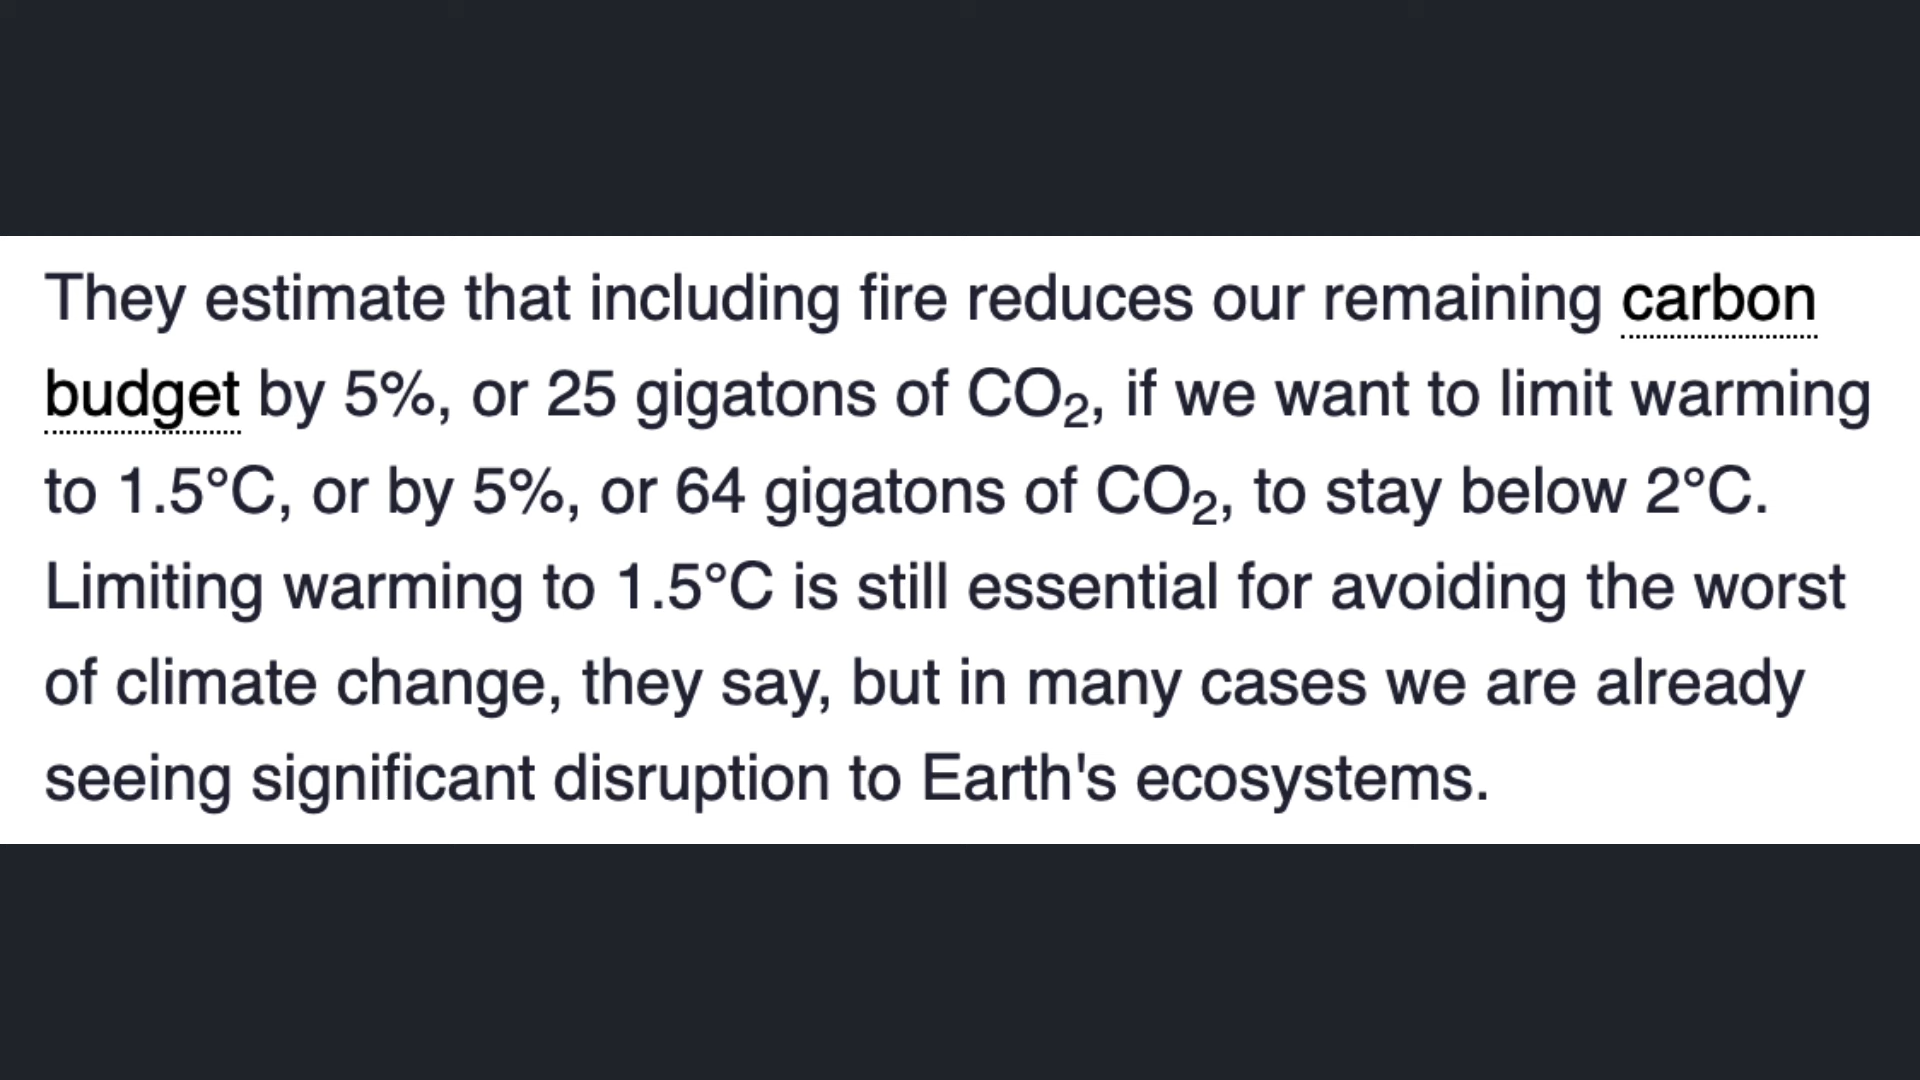 They estimate that including fire reduces our remaining carbon
budget by 5%, or 25 gigatons of CO₂, if we want to limit warming
to 1.5°C, or by 5%, or 64 gigatons of CO₂, to stay below 2°C.
Limiting warming to 1.5°C is still essential for avoiding the worst
of climate change, they say, but in many cases we are already
seeing significant disruption to Earth's ecosystems.